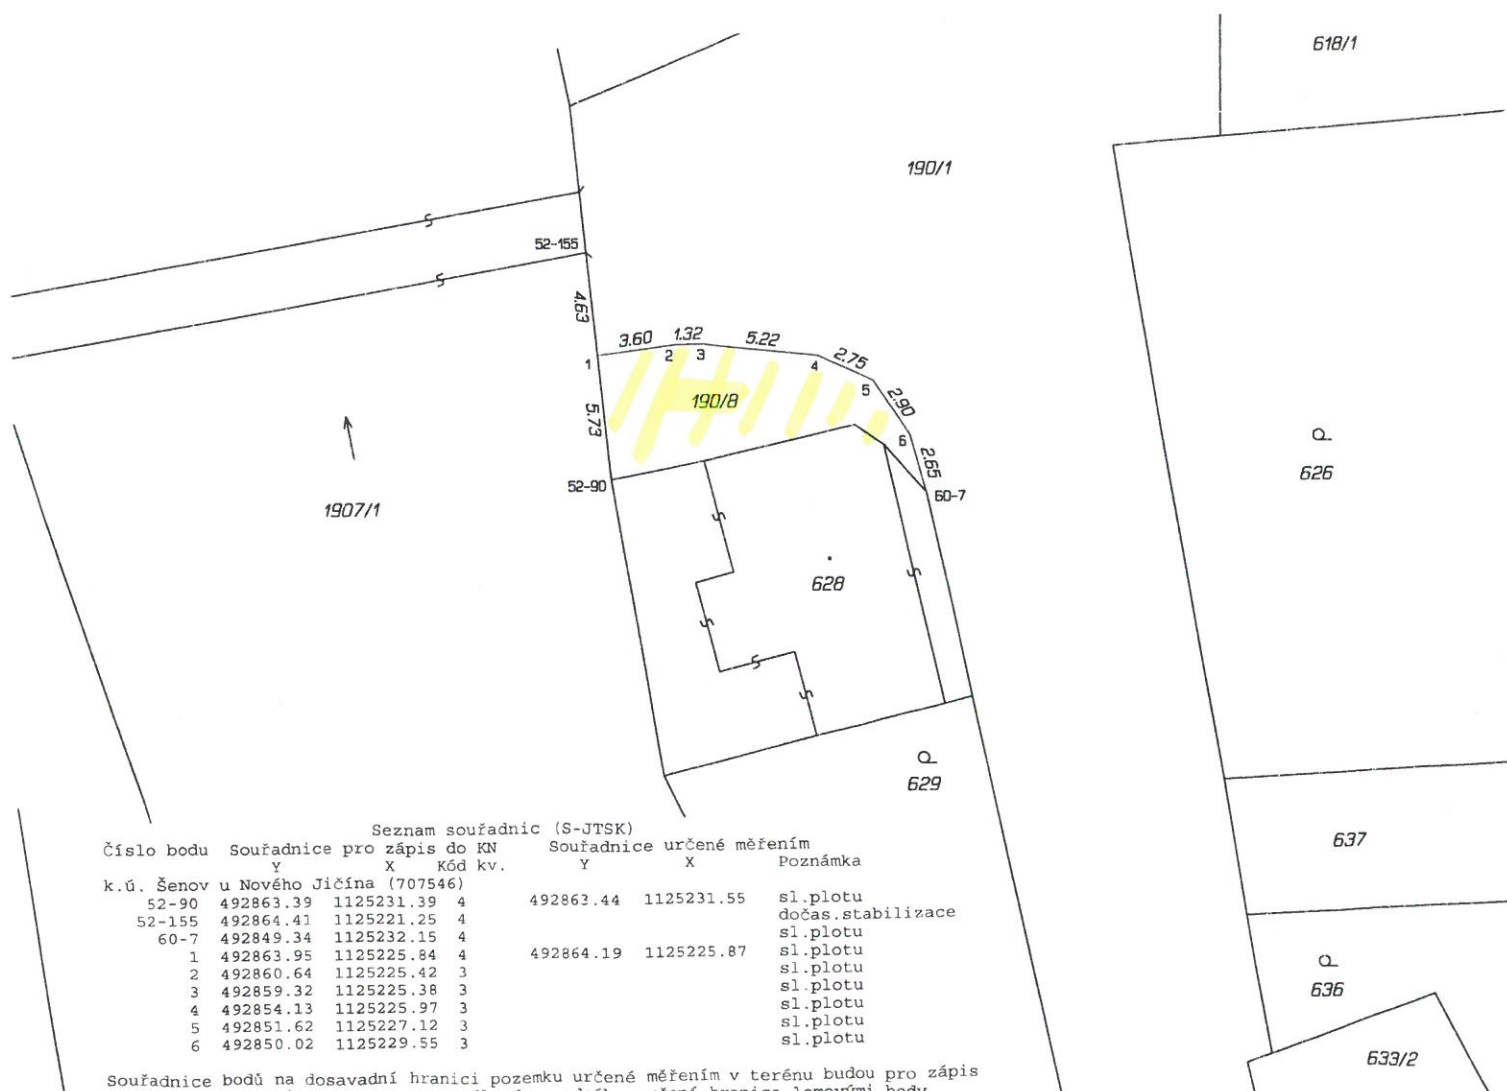 618/1
190/1
52-155
4.63
3.60 1.32 5.22 2.75
1 2 3 4 5
2.90
190/8
5.73
6
2.65
52-90
60-7
1907/1
626
628
629
637
636
633/2
Seznam souřadnic (S-JTSK)
Číslo bodu Souřadnice pro zápis do KN Souřadnice určené měřením
Y X Kód kv. Y X Poznámka
k.ú. Šenov u Nového Jičína (707546)
52-90 492863.39 1125231.39 4 492863.44 1125231.55 sl.plotu
52-155 492864.41 1125221.25 4 dočas.stabilizace
60-7 492849.34 1125232.15 4 sl.plotu
1 492863.95 1125225.84 4 492864.19 1125225.87 sl.plotu
2 492860.64 1125225.42 3 sl.plotu
3 492859.32 1125225.38 3 sl.plotu
4 492854.13 1125225.97 3 sl.plotu
5 492851.62 1125227.12 3 sl.plotu
6 492850.02 1125229.55 3 sl.plotu
Souřadnice bodů na dosavadní hranici pozemku určené měřením v terénu budou pro zápis
hranice lomovými body